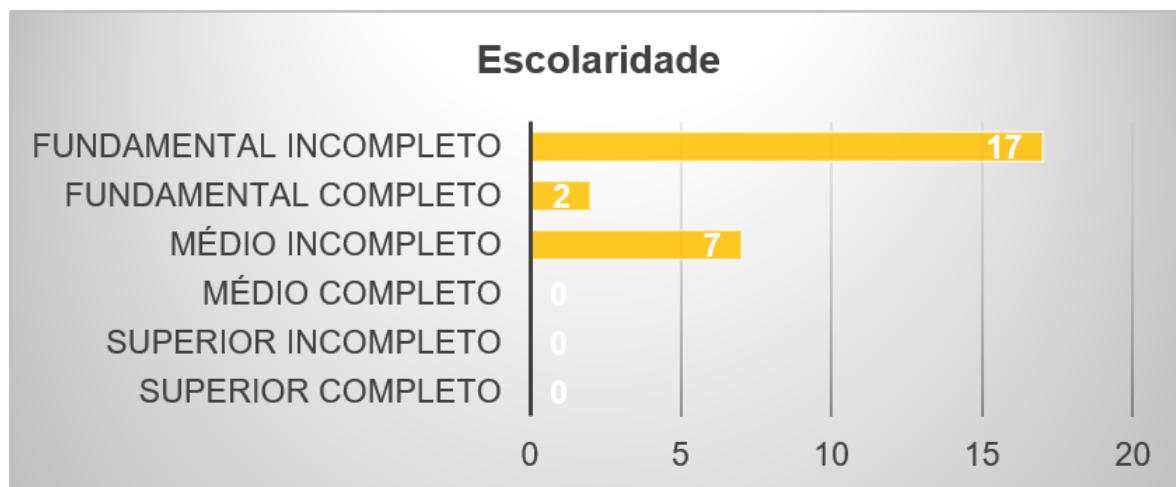 Escolaridade
FUNDAMENTAL INCOMPLETO 17
FUNDAMENTAL COMPLETO 2
MÉDIO INCOMPLETO 7
MÉDIO COMPLETO 0
SUPERIOR INCOMPLETO 0
SUPERIOR COMPLETO 0
0 5 10 15 20